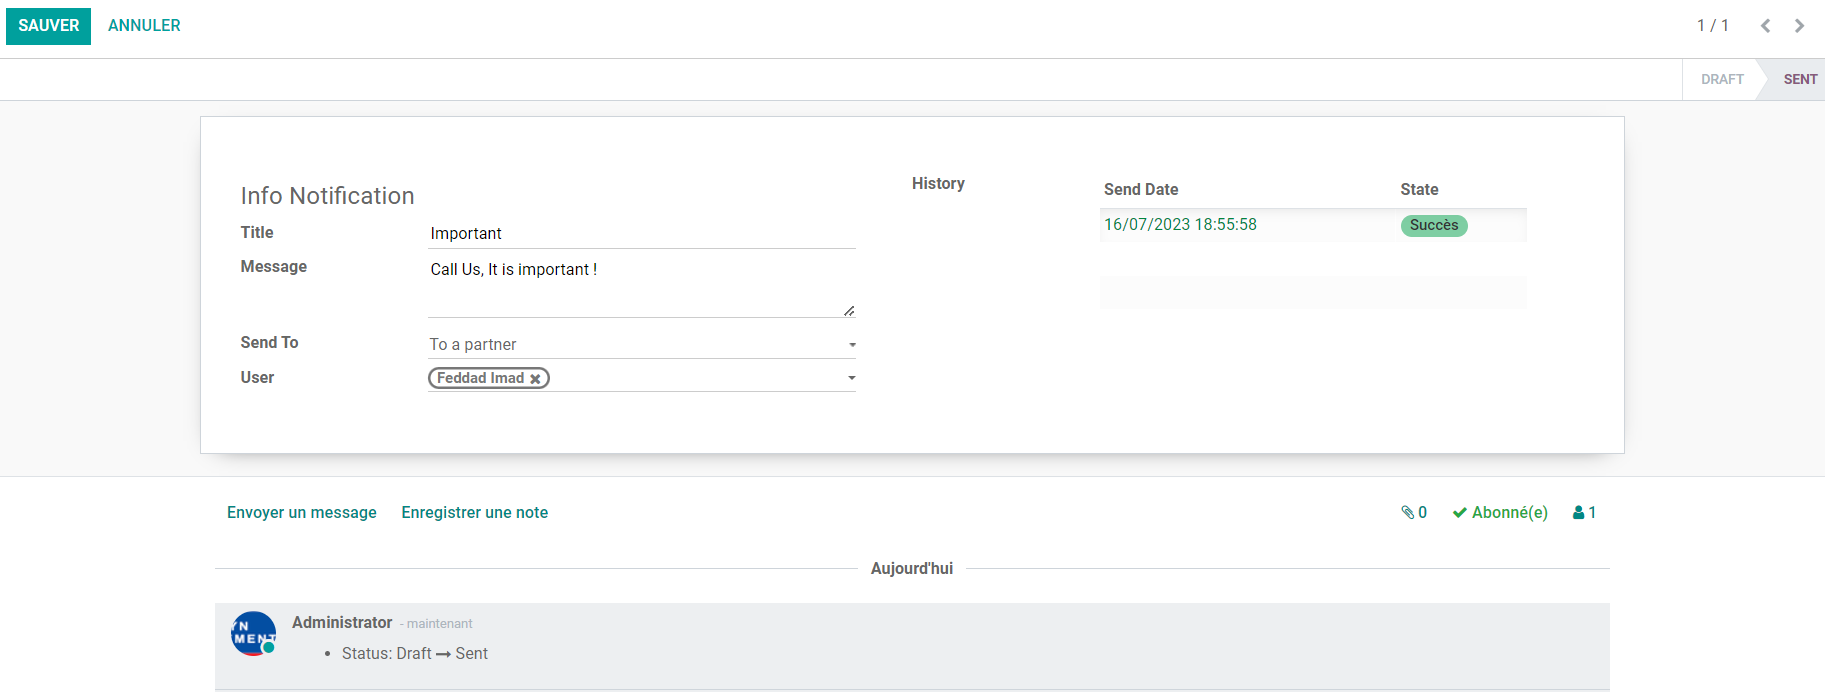 SAUVER ANNULER 1 / 1
DRAFT SENT
Info Notification
Title Important
Message Call Us, It is important !
Send To To a partner
User Feddad Imad
History Send Date State
16/07/2023 18:55:58 Succès
Envoyer un message Enregistrer une note 0 Abonné(e) 1
Aujourd'hui
Administrator - maintenant
Status: Draft → Sent
YN
MENT